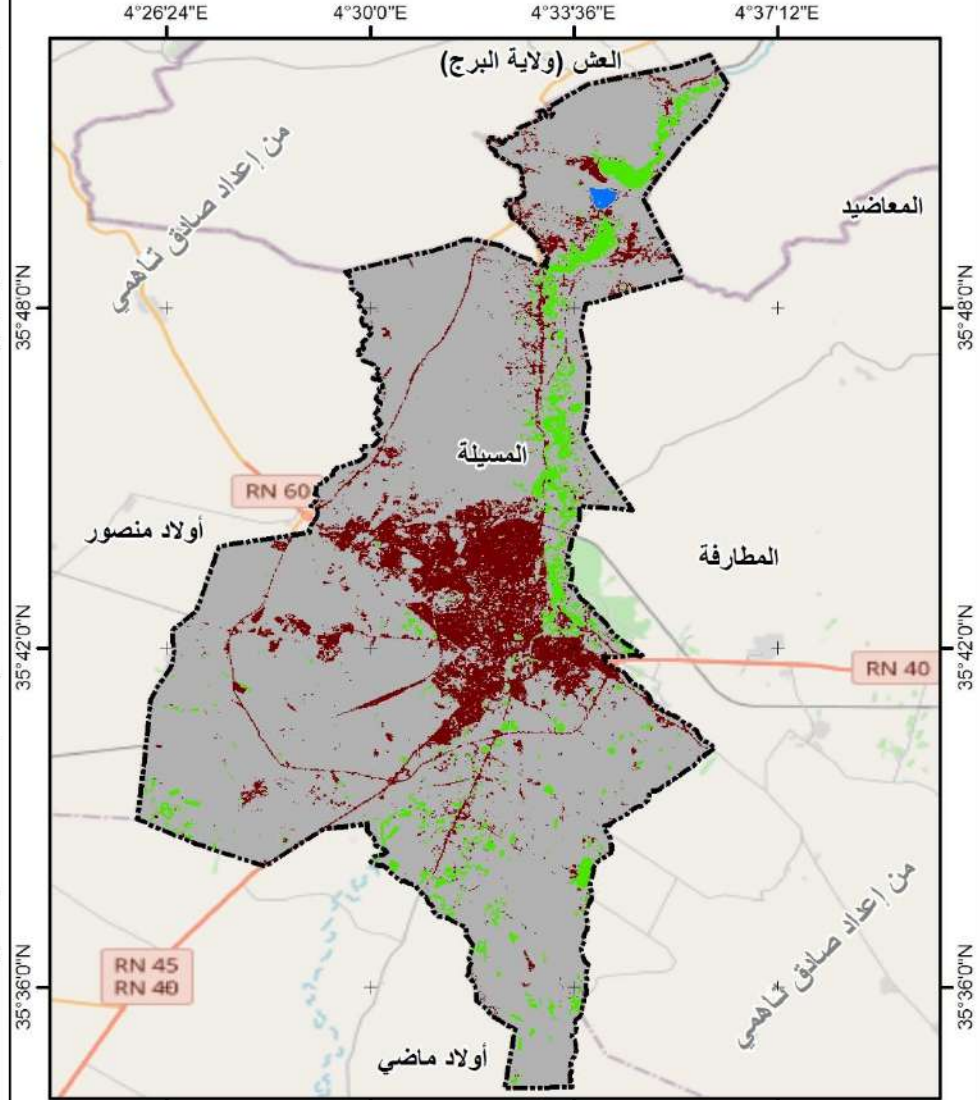 4°26'24"E
4°30'0"E
4°33'36"E
4°37'12"E
العش (ولاية البرج)
من إعداد صادق تاهمي
المعاضيد
35°48'0"N
35°48'0"N
المسيلة
RN 60
أولاد منصور
المطارفة
35°42'0"N
35°42'0"N
RN 40
من إعداد صادق تاهمي
RN 45
RN 40
35°36'0"N
35°36'0"N
أولاد ماضي